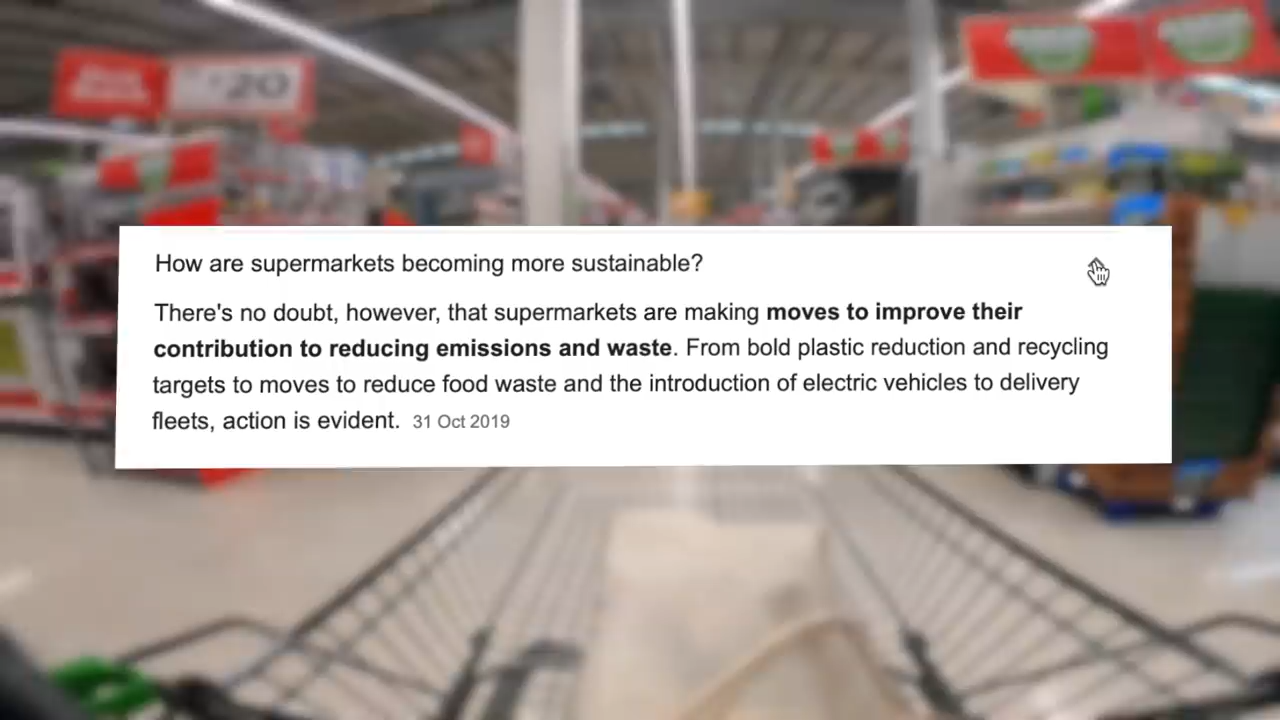 20
How are supermarkets becoming more sustainable?
There's no doubt, however, that supermarkets are making moves to improve their
contribution to reducing emissions and waste. From bold plastic reduction and recycling
targets to moves to reduce food waste and the introduction of electric vehicles to delivery
fleets, action is evident. 31 Oct 2019